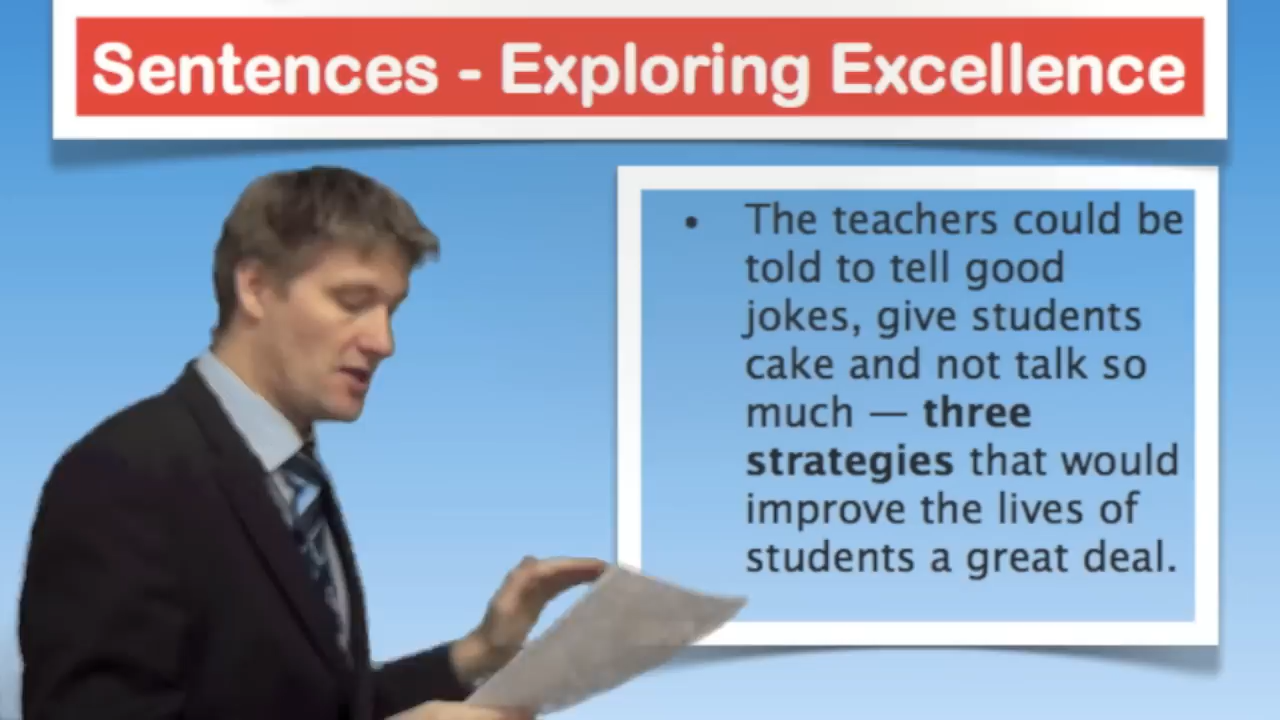 Sentences - Exploring Excellence
• The teachers could be
told to tell good
jokes, give students
cake and not talk so
much — three
strategies that would
improve the lives of
students a great deal.